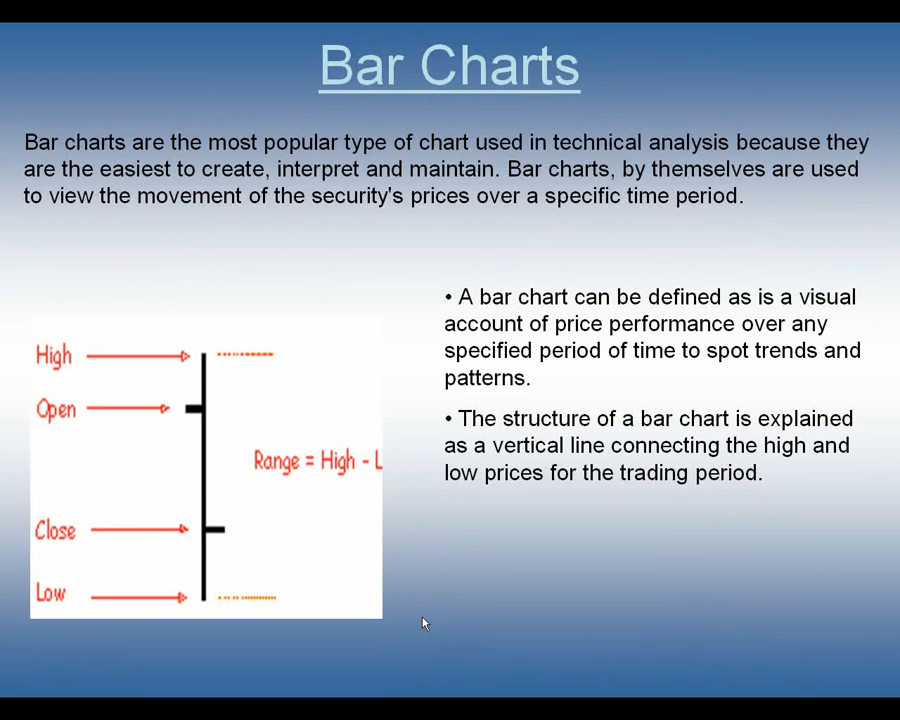 Bar Charts
Bar charts are the most popular type of chart used in technical analysis because they
are the easiest to create, interpret and maintain. Bar charts, by themselves are used
to view the movement of the security's prices over a specific time period.
• A bar chart can be defined as is a visual
account of price performance over any
specified period of time to spot trends and
patterns.
• The structure of a bar chart is explained
as a vertical line connecting the high and
low prices for the trading period.
High
Open
Range = High - L
Close
Low